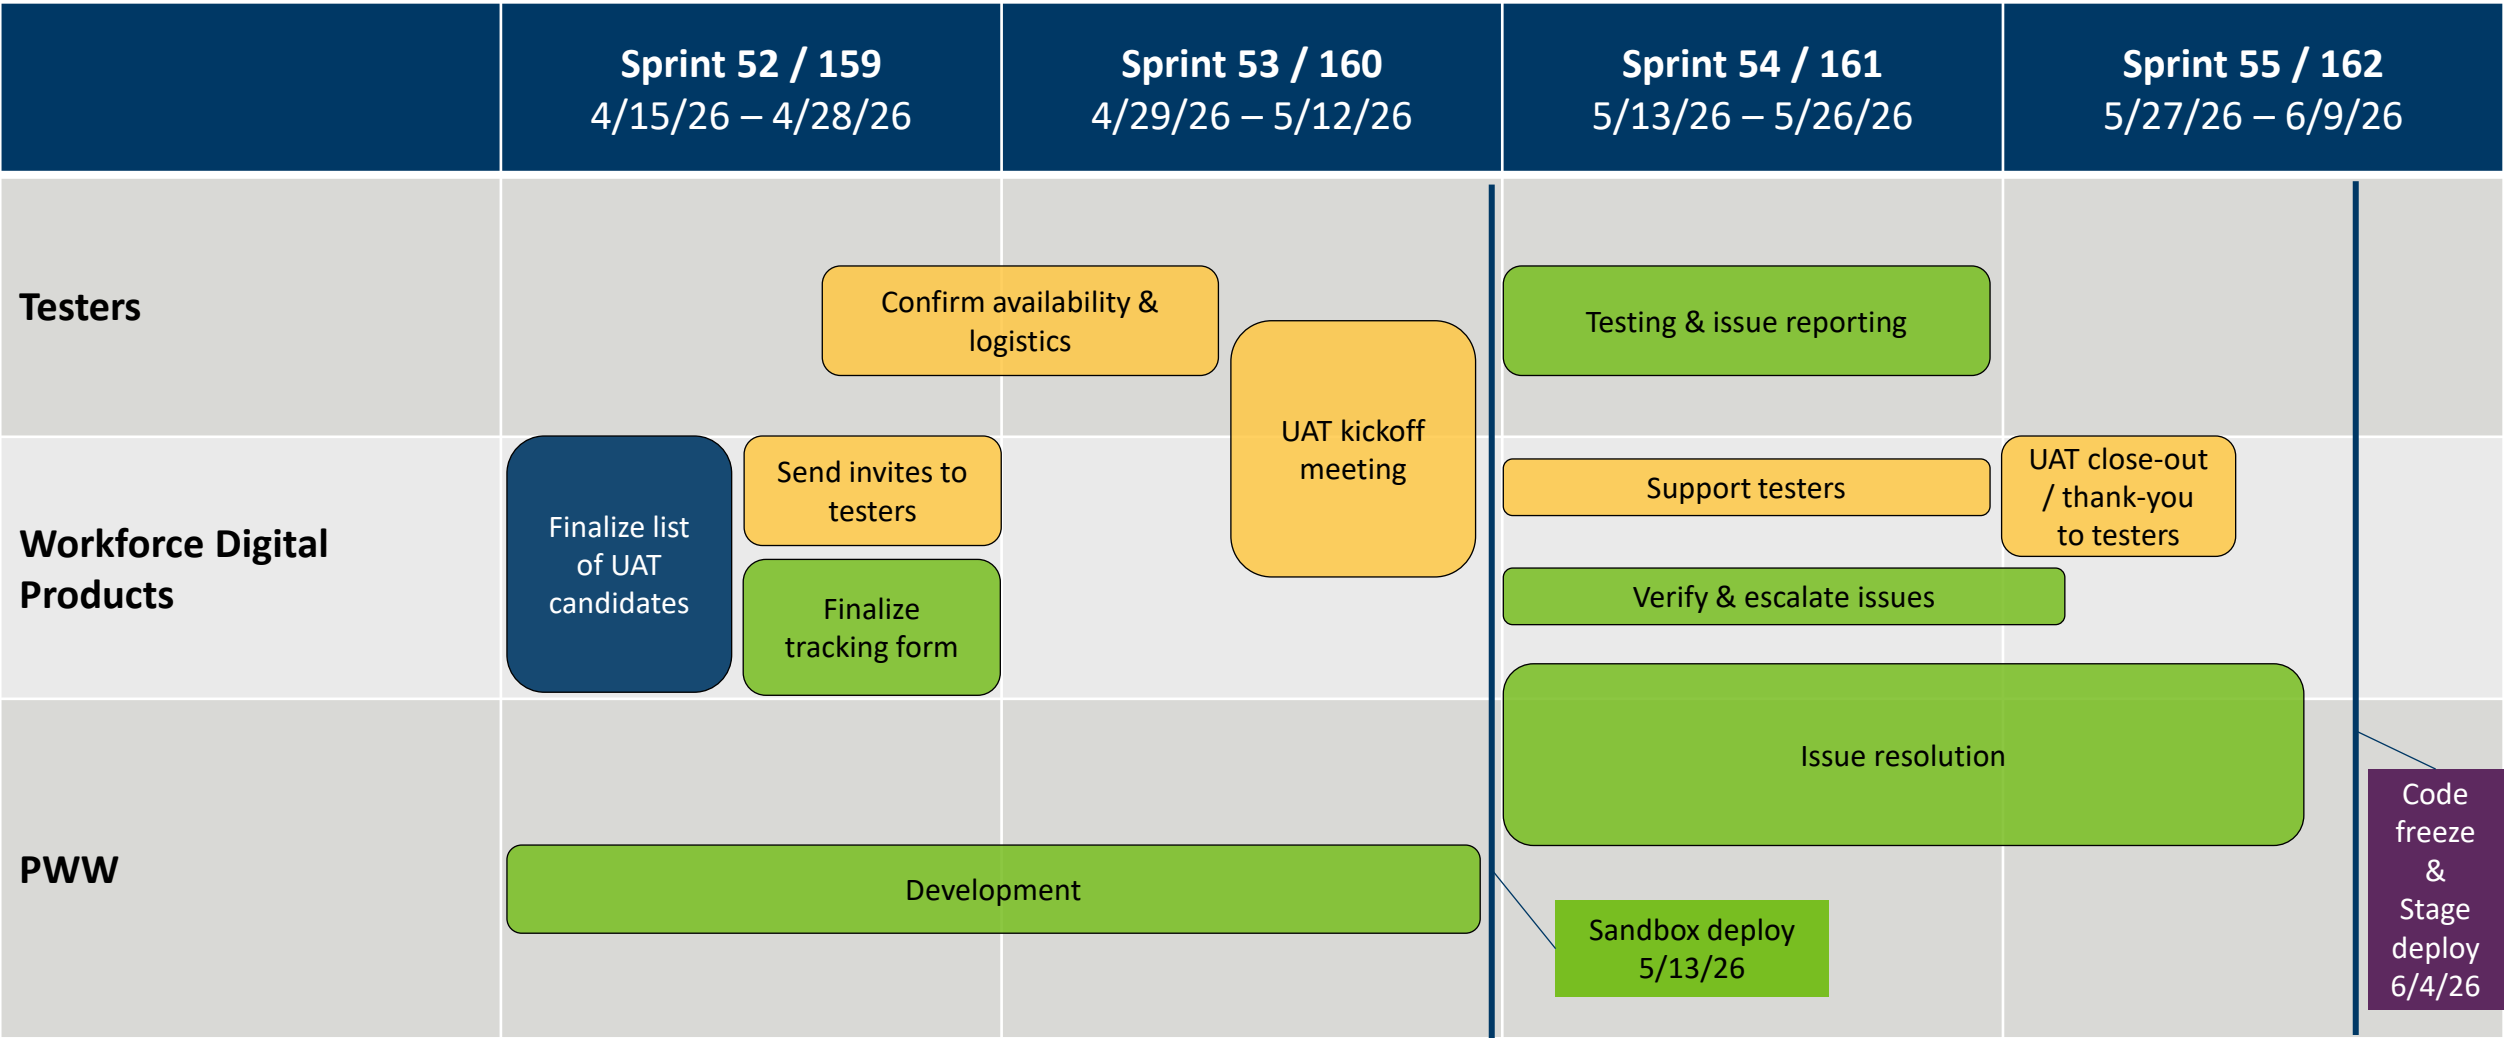 Sprint 52 / 159
4/15/26 – 4/28/26
Sprint 53 / 160
4/29/26 – 5/12/26
Sprint 54 / 161
5/13/26 – 5/26/26
Sprint 55 / 162
5/27/26 – 6/9/26
Testers
Confirm availability &
logistics
UAT kickoff
meeting
Testing & issue reporting
Workforce Digital
Products
Finalize list
of UAT
candidates
Send invites to
testers
Finalize
tracking form
Support testers
UAT close-out
/ thank-you
to testers
Verify & escalate issues
PWW
Issue resolution
Development
Sandbox deploy
5/13/26
Code
freeze
&
Stage
deploy
6/4/26